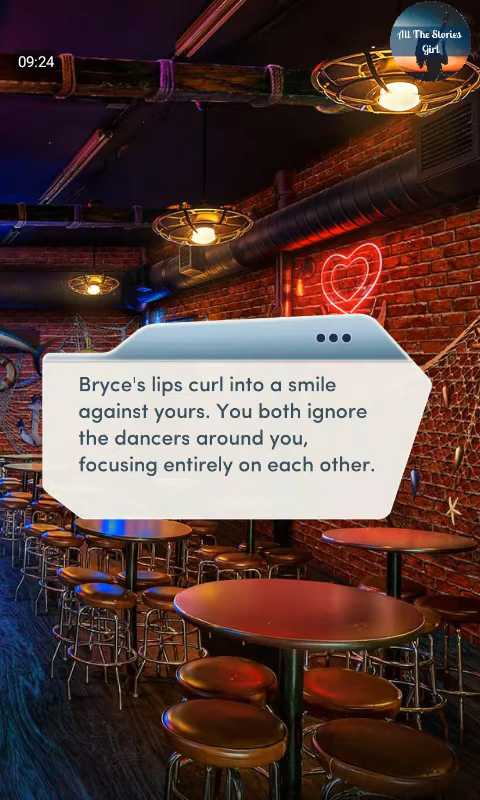 All The Stories
Girl
09:24
Bryce's lips curl into a smile
against yours. You both ignore
the dancers around you,
focusing entirely on each other.